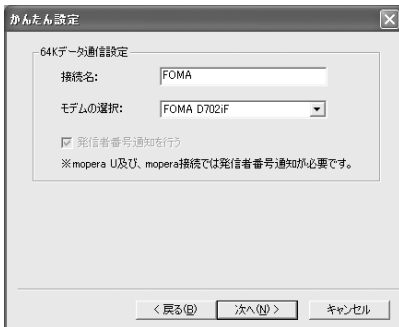 かんたん設定
64Kデータ通信設定
接続名: FOMA
モデムの選択: FOMA D702iF
発信者番号通知を行う
※mopera U及び、mopera接続では発信者番号通知が必要です。
< 戻る(B) 次へ(N) > キャンセル